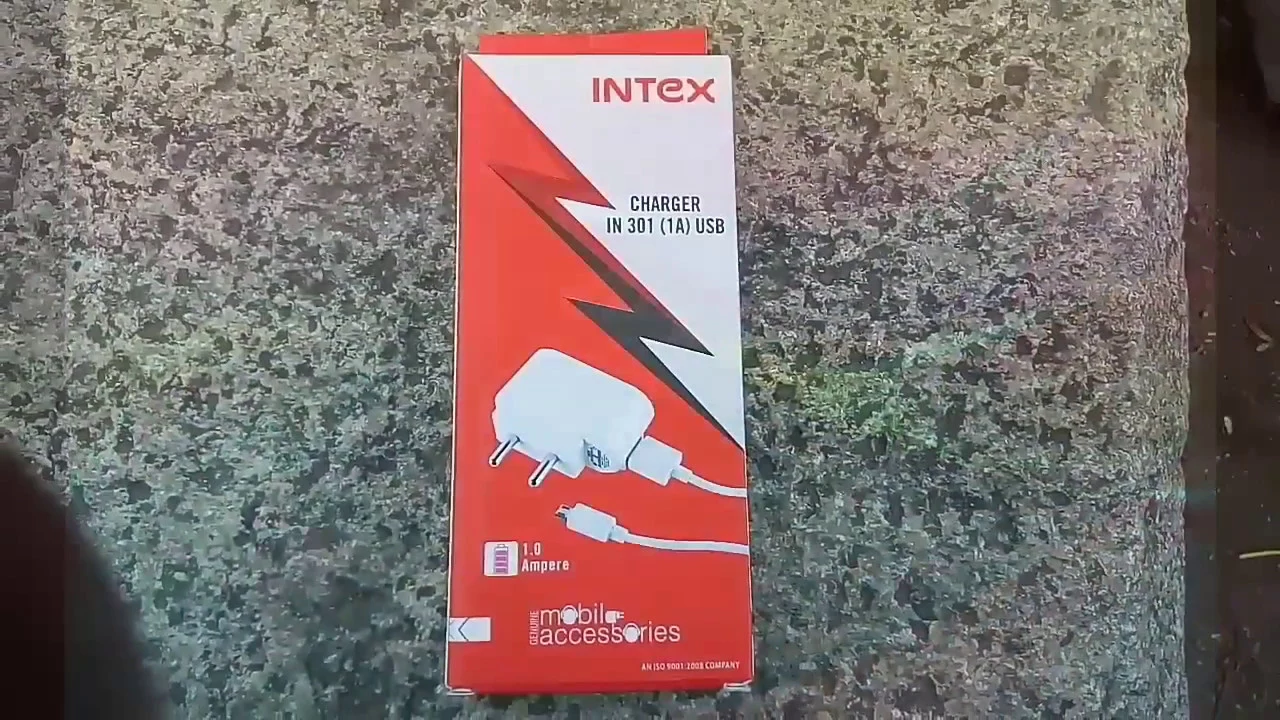 INTEX
CHARGER
IN 301 (1A) USB
1.0
Ampere
GENUINE
mobile
accessories
AN ISO 9001:2008 COMPANY